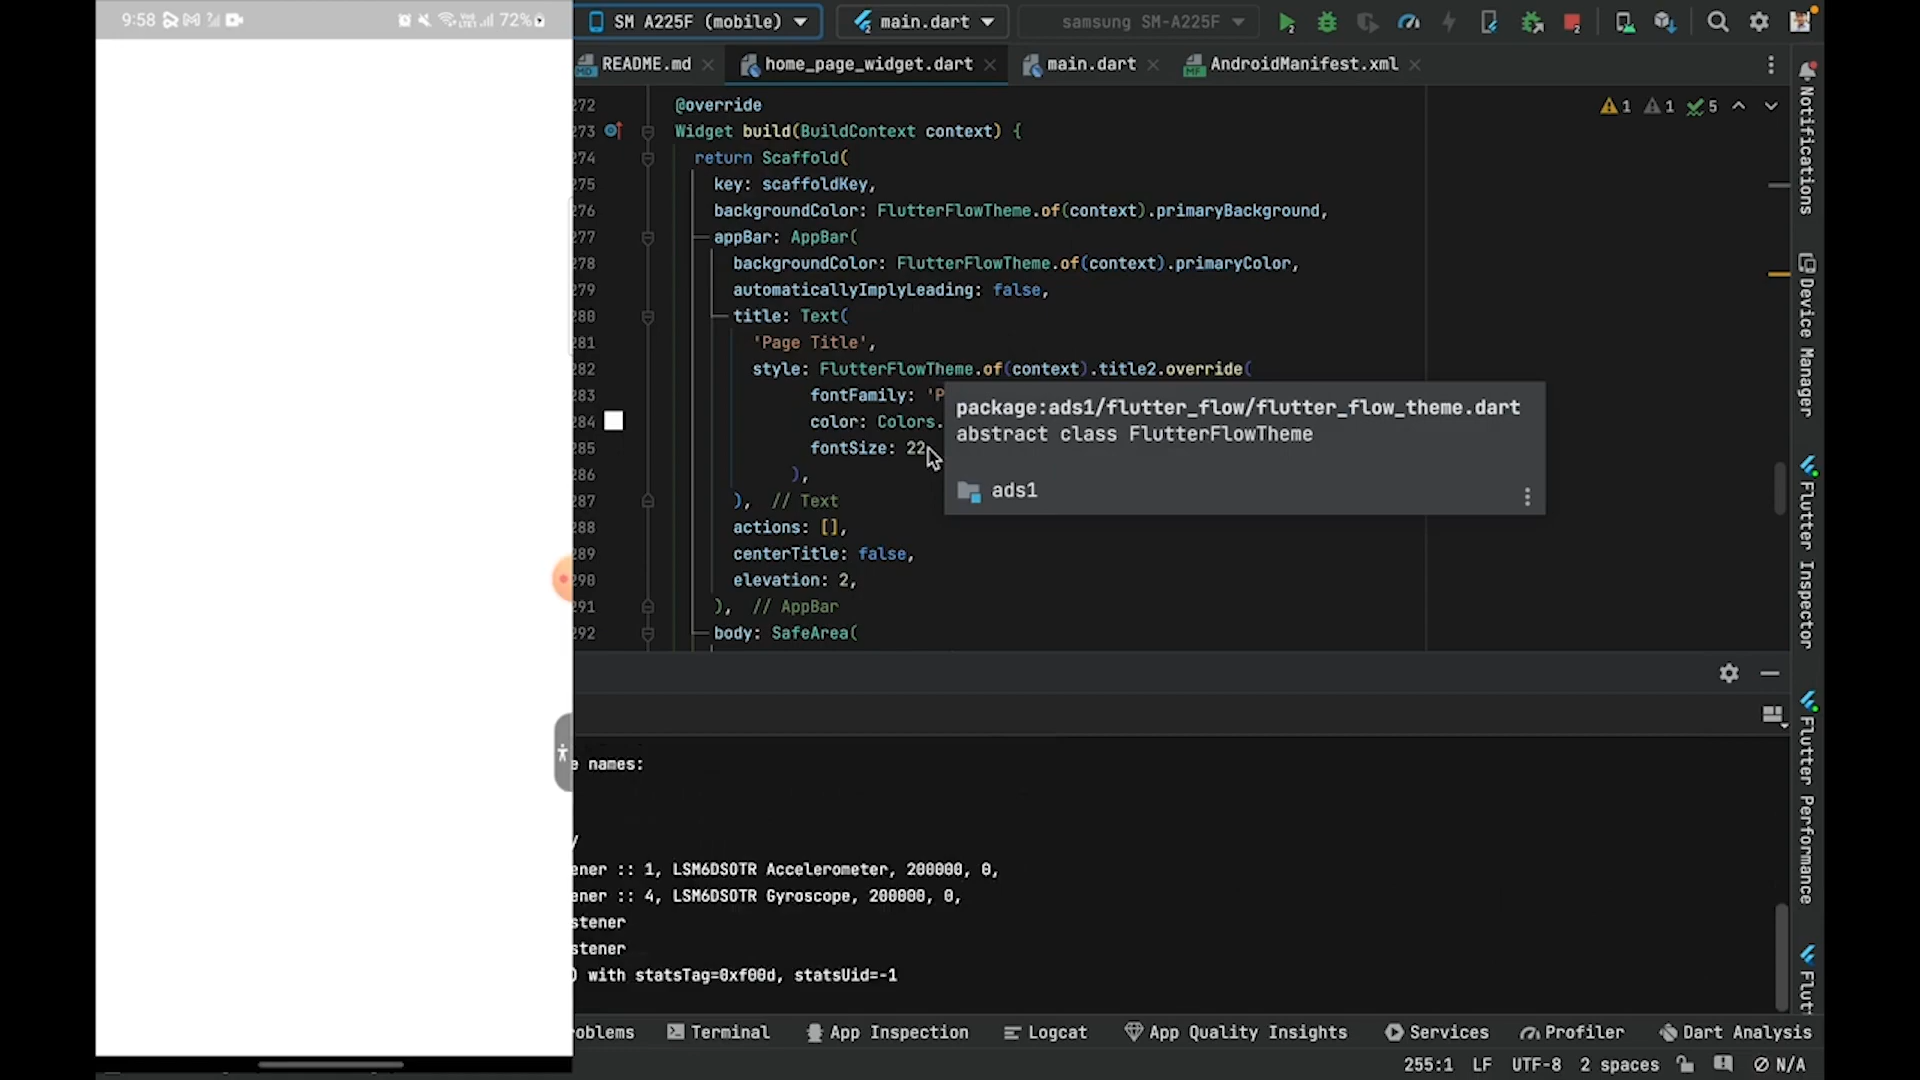 9:58 72%
SM A225F (mobile) main.dart samsung SM-A225F
README.md home_page_widget.dart main.dart AndroidManifest.xml
272 @override 1 1 5
273 Widget build(BuildContext context) {
274 return Scaffold(
275 key: scaffoldKey,
276 backgroundColor: FlutterFlowTheme.of(context).primaryBackground,
277 appBar: AppBar(
278 backgroundColor: FlutterFlowTheme.of(context).primaryColor,
279 automaticallyImplyLeading: false,
280 title: Text(
281 'Page Title',
282 style: FlutterFlowTheme.of(context).title2.override(
283 fontFamily: 'P
284 color: Colors.
285 fontSize: 22
286 ),
287 ), // Text
288 actions: [],
289 centerTitle: false,
290 elevation: 2,
291 ), // AppBar
292 body: SafeArea(
package:ads1/flutter_flow/flutter_flow_theme.dart
abstract class FlutterFlowTheme
ads1
Notifications
Device Manager
Flutter Inspector
Flutter Performance
Flut
e names:
/
ener :: 1, LSM6DSOTR Accelerometer, 200000, 0,
ener :: 4, LSM6DSOTR Gyroscope, 200000, 0,
stener
stener
) with statsTag=0xf00d, statsUid=-1
roblems Terminal App Inspection Logcat App Quality Insights Services Profiler Dart Analysis
255:1 LF UTF-8 2 spaces N/A